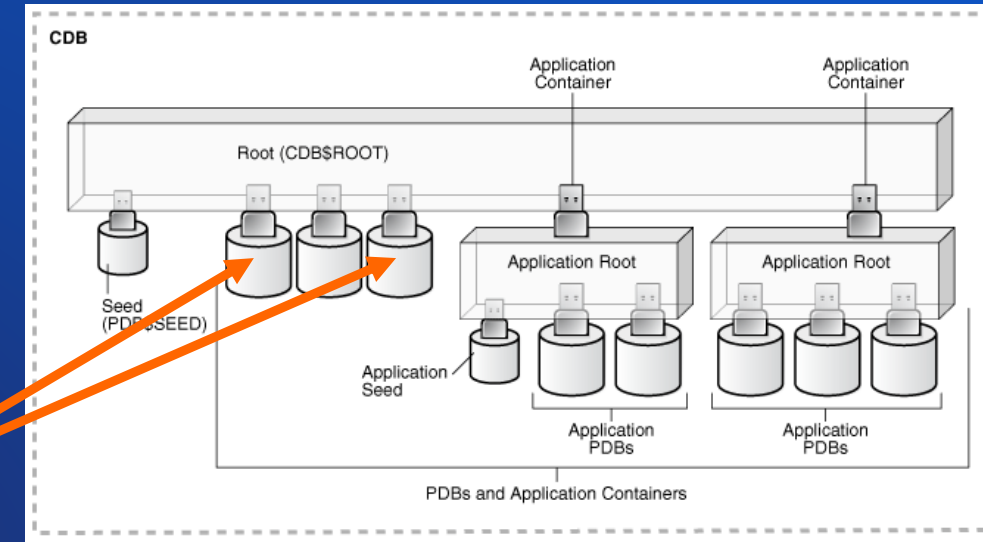 CDB
Application
Container
Application
Container
Root (CDB$ROOT)
Application Root
Application Root
Seed
(PDB$SEED)
Application
Seed
Application
PDBs
Application
PDBs
PDBs and Application Containers